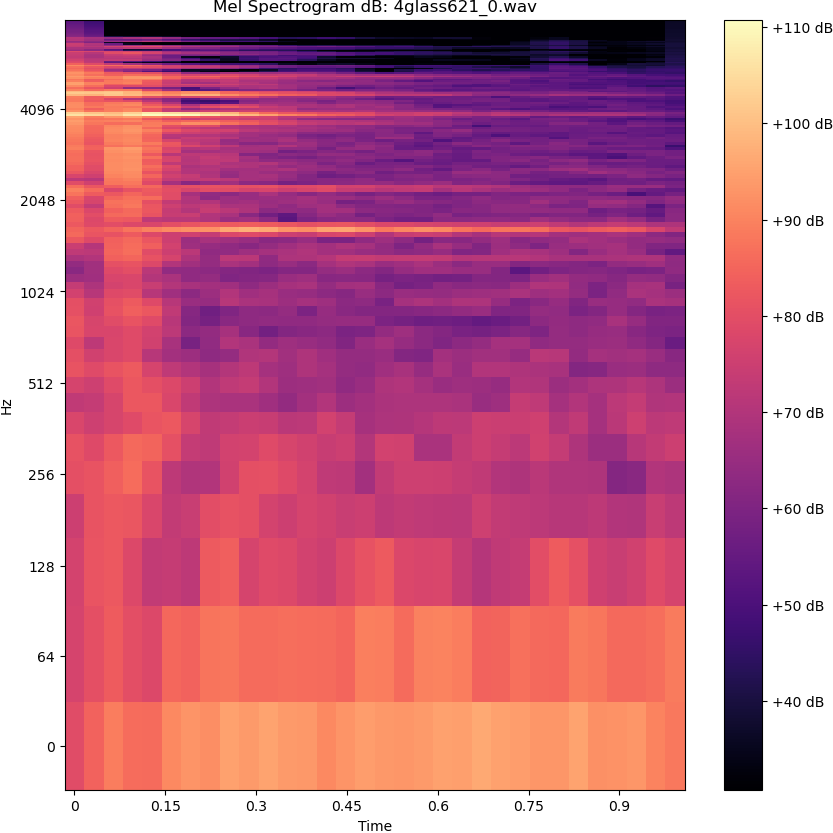 Mel Spectrogram dB: 4glass621_0.wav
+110 dB
4096
+100 dB
2048
+90 dB
1024
+80 dB
512
+70 dB
Hz
256
+60 dB
128
+50 dB
64
+40 dB
0
0 0.15 0.3 0.45 0.6 0.75 0.9
Time